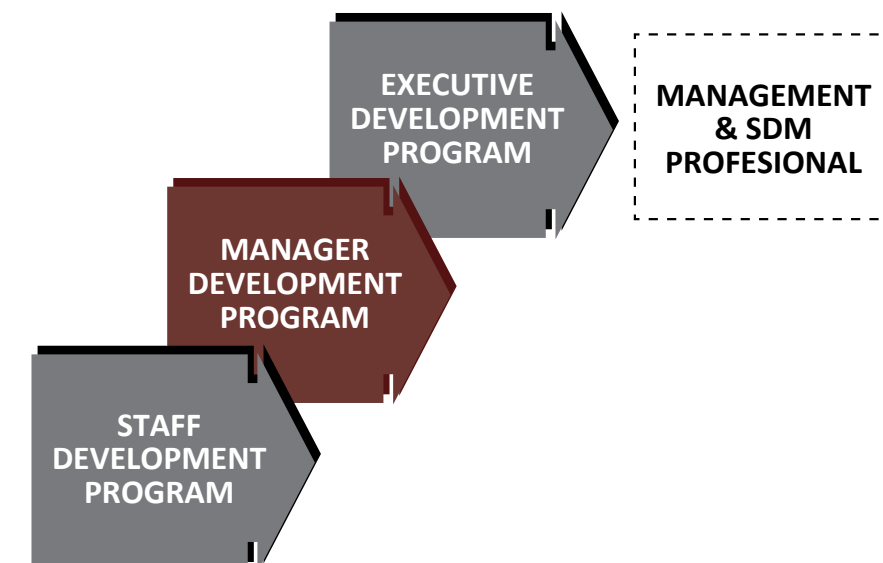 EXECUTIVE
DEVELOPMENT
PROGRAM
MANAGEMENT
& SDM
PROFESIONAL
MANAGER
DEVELOPMENT
PROGRAM
STAFF
DEVELOPMENT
PROGRAM